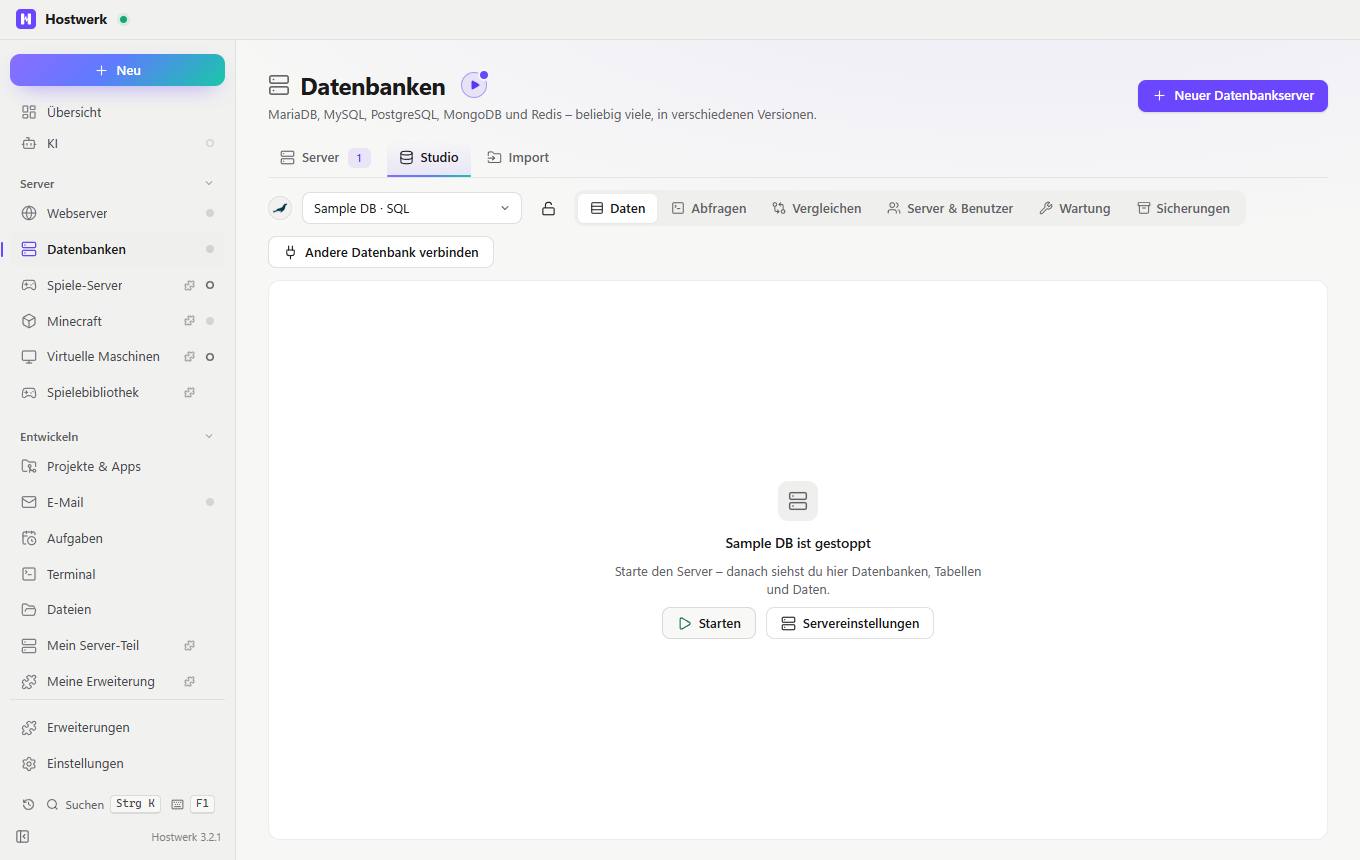 Hostwerk
Neu
Übersicht
KI
Server
Webserver
Datenbanken
Spiele-Server
Minecraft
Virtuelle Maschinen
Spielebibliothek
Entwickeln
Projekte & Apps
E-Mail
Aufgaben
Terminal
Dateien
Mein Server-Teil
Meine Erweiterung
Erweiterungen
Einstellungen
Suchen Strg K F1
Hostwerk 3.2.1
Datenbanken
MariaDB, MySQL, PostgreSQL, MongoDB und Redis – beliebig viele, in verschiedenen Versionen.
Neuer Datenbankserver
Server 1 Studio Import
Sample DB · SQL Daten Abfragen Vergleichen Server & Benutzer Wartung Sicherungen
Andere Datenbank verbinden
Sample DB ist gestoppt
Starte den Server – danach siehst du hier Datenbanken, Tabellen
und Daten.
Starten Servereinstellungen